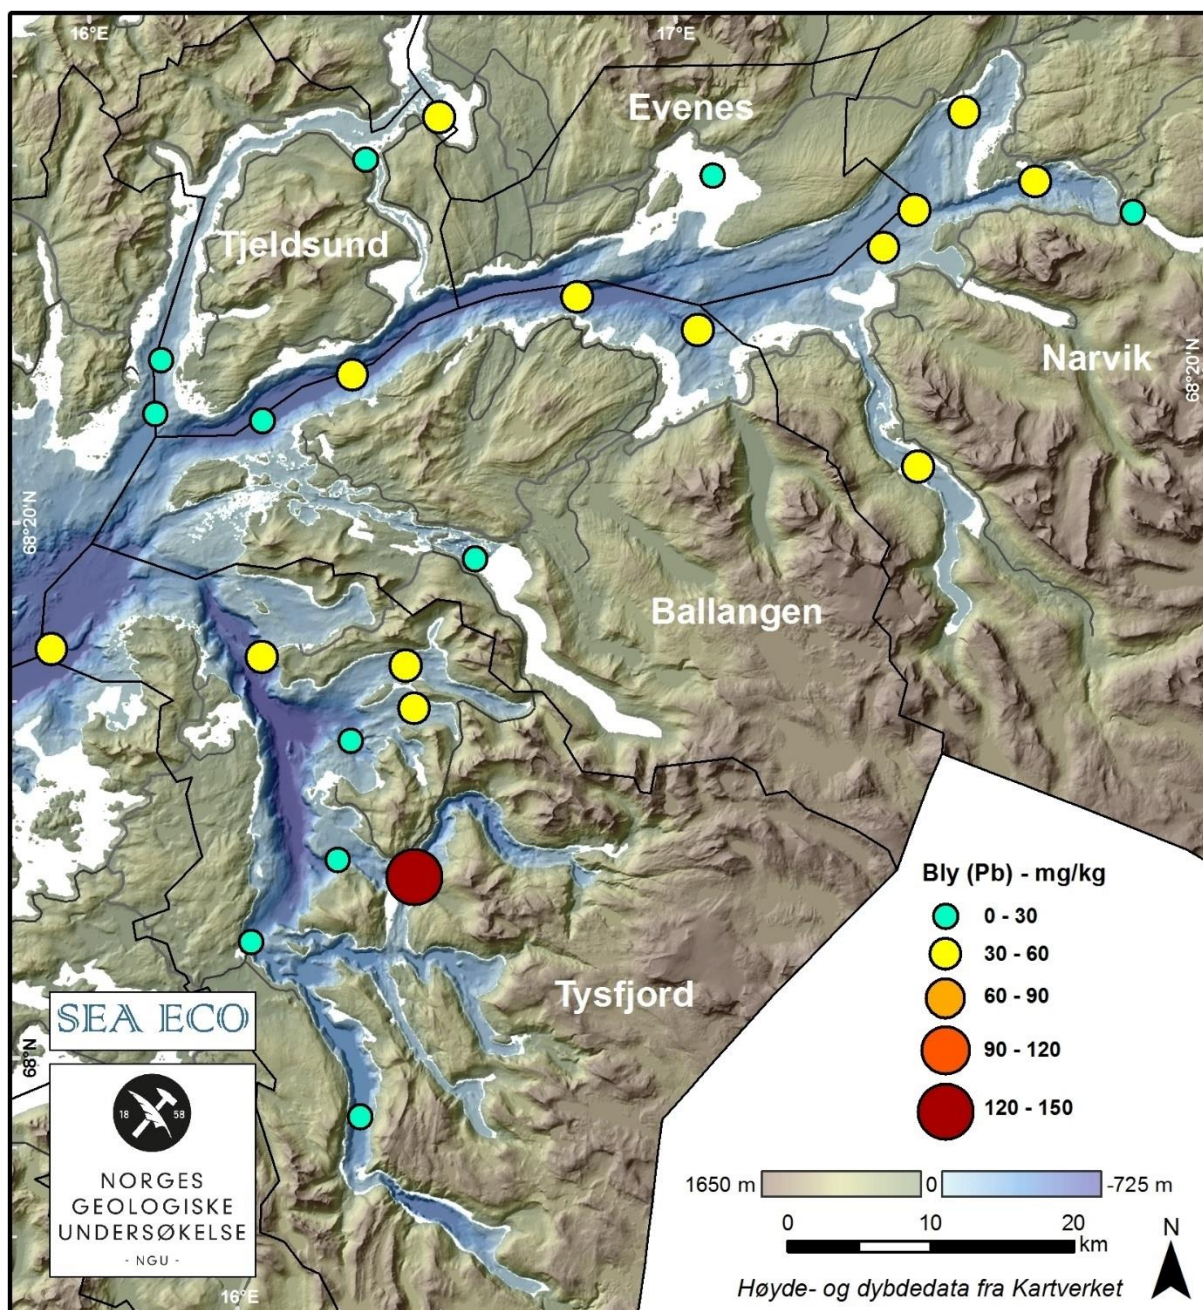 16°E
17°E
Evenes
Tjeldsund
Narvik
68°20'N
68°20'N
Ballangen
Bly (Pb) - mg/kg
0 - 30
30 - 60
60 - 90
90 - 120
120 - 150
Tysfjord
SEA ECO
68°N
18 58
NORGES
GEOLOGISKE
UNDERSØKELSE
- NGU -
1650 m 0 -725 m
0 10 20
km
N
Høyde- og dybdedata fra Kartverket
16°E